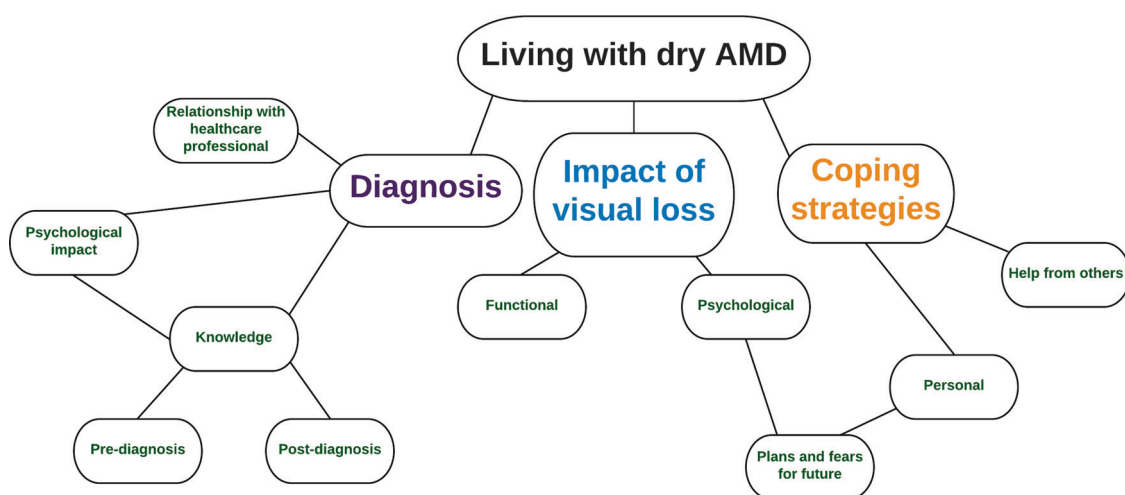 Living with dry AMD
Relationship with
healthcare
professional
Diagnosis
Impact of
visual loss
Coping
strategies
Psychological
impact
Functional
Psychological
Help from others
Knowledge
Personal
Pre-diagnosis
Post-diagnosis
Plans and fears
for future